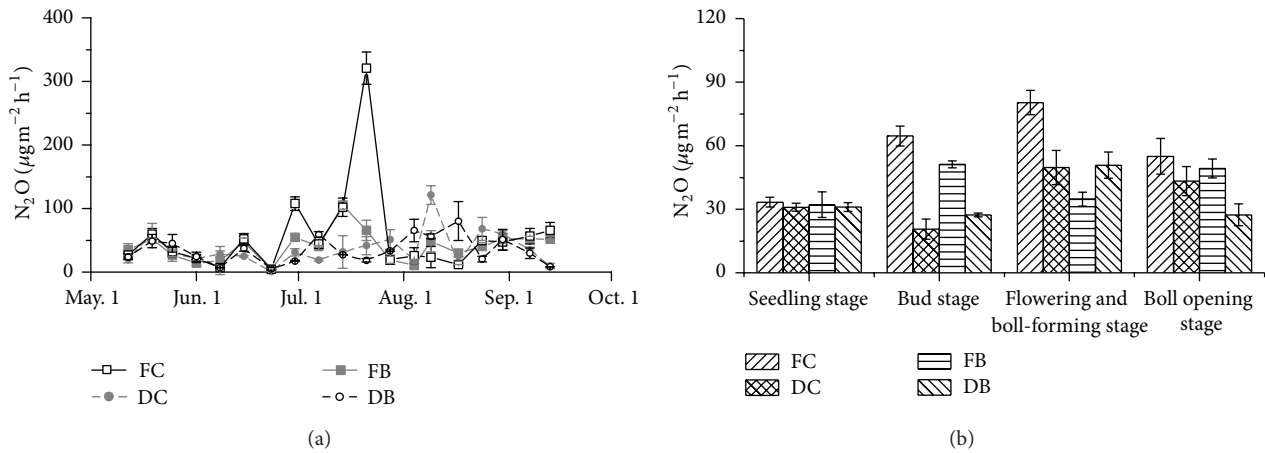 400
300
200
100
0
N₂O (μg m⁻² h⁻¹)
May. 1 Jun. 1 Jul. 1 Aug. 1 Sep. 1 Oct. 1
FC FB
DC DB
(a)
120
90
60
30
0
N₂O (μg m⁻² h⁻¹)
Seedling stage Bud stage Flowering and Boll opening
boll-forming stage stage
FC FB
DC DB
(b)